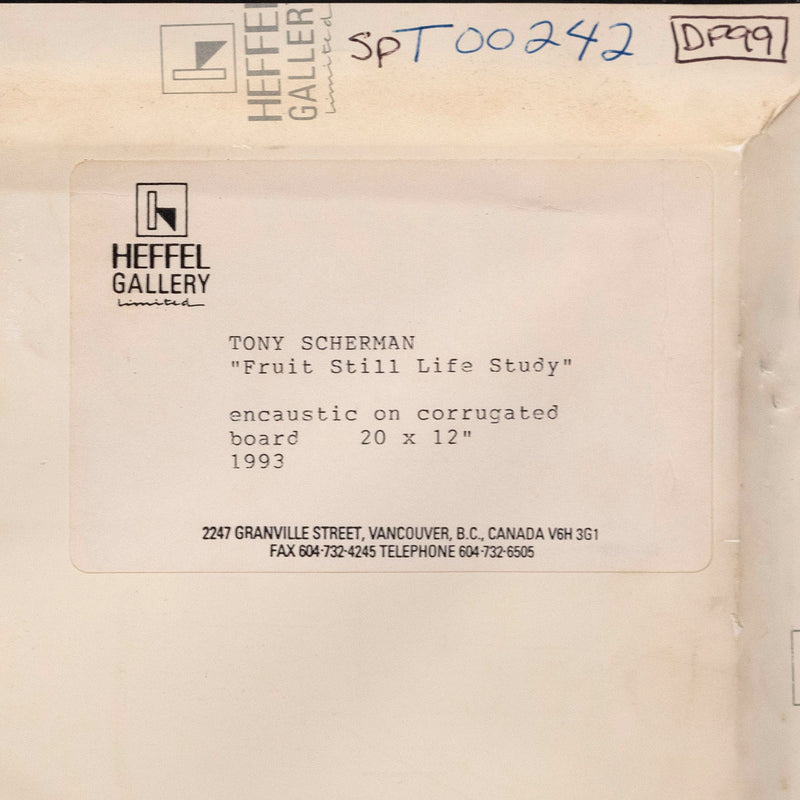 HEFFEL
GALLERY
Limited
SPT00242
DP99
HEFFEL
GALLERY
Limited
TONY SCHERMAN
"Fruit Still Life Study"
encaustic on corrugated
board    20 x 12"
1993
2247 GRANVILLE STREET, VANCOUVER, B.C., CANADA V6H 3G1
FAX 604·732·4245 TELEPHONE 604·732·6505